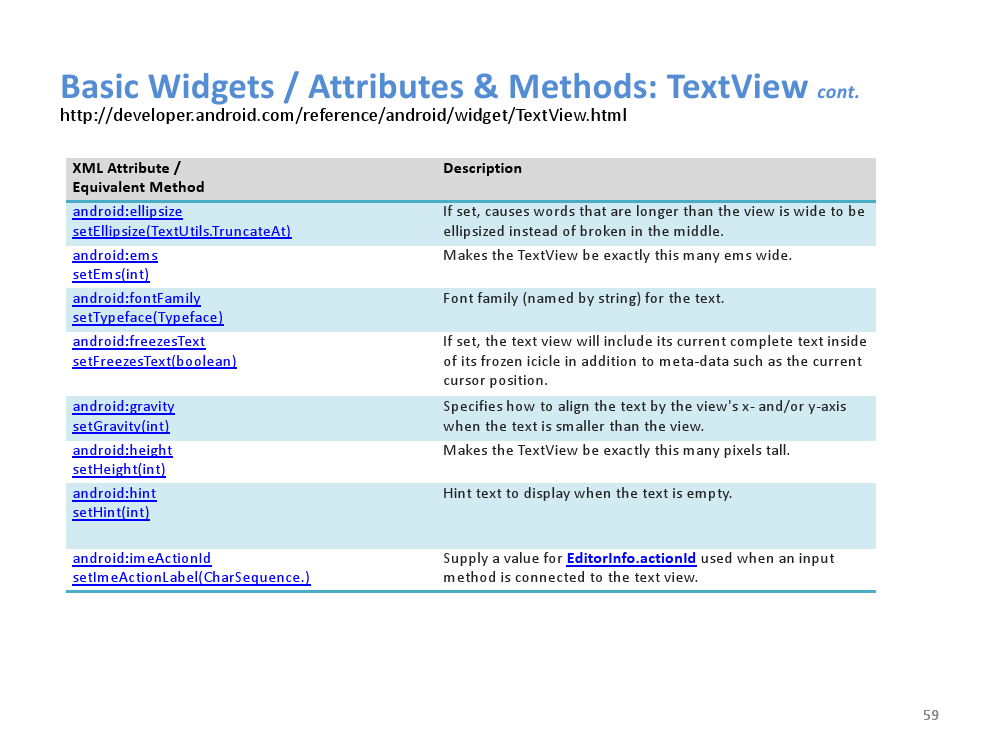 Basic Widgets / Attributes & Methods: TextView cont.
http://developer.android.com/reference/android/widget/TextView.html
XML Attribute /
Equivalent Method
Description
android:ellipsize
setEllipsize(TextUtils.TruncateAt)
If set, causes words that are longer than the view is wide to be
ellipsized instead of broken in the middle.
android:ems
setEms(int)
Makes the TextView be exactly this many ems wide.
android:fontFamily
setTypeface(Typeface)
Font family (named by string) for the text.
android:freezesText
setFreezesText(boolean)
If set, the text view will include its current complete text inside
of its frozen icicle in addition to meta-data such as the current
cursor position.
android:gravity
setGravity(int)
Specifies how to align the text by the view's x- and/or y-axis
when the text is smaller than the view.
android:height
setHeight(int)
Makes the TextView be exactly this many pixels tall.
android:hint
setHint(int)
Hint text to display when the text is empty.
android:imeActionId
setImeActionLabel(CharSequence.)
Supply a value for EditorInfo.actionId used when an input
method is connected to the text view.
59